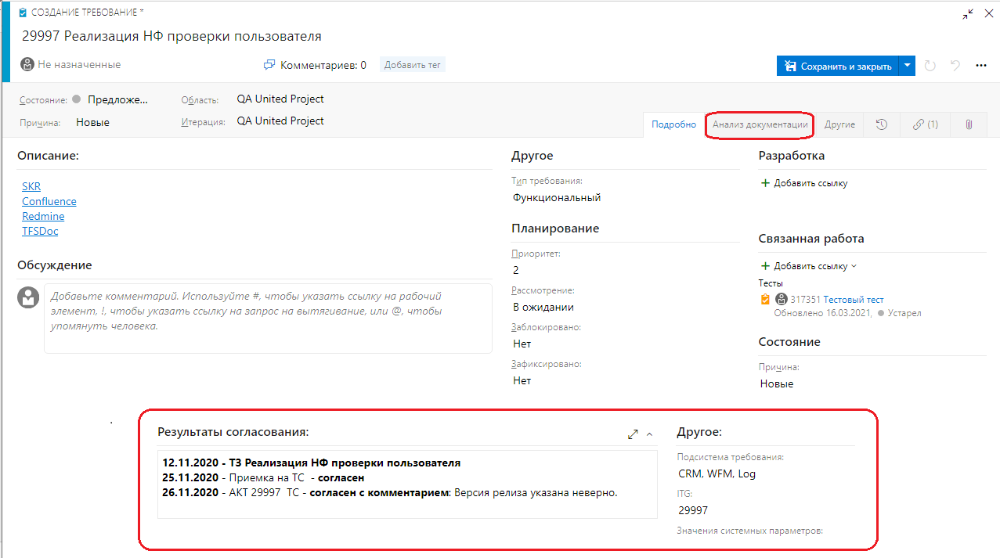 СОЗДАНИЕ ТРЕБОВАНИЕ *
29997 Реализация НФ проверки пользователя
Не назначенные
Комментариев: 0
Добавить тег
Сохранить и закрыть
Состояние: Предложе...
Область: QA United Project
Причина: Новые
Итерация: QA United Project
Подробно
Анализ документации
Другие
(1)
Описание:
SKR
Confluence
Redmine
TFSDoc
Обсуждение
Добавьте комментарий. Используйте #, чтобы указать ссылку на рабочий
элемент, !, чтобы указать ссылку на запрос на вытягивание, или @, чтобы
упомянуть человека.
Другое
Тип требования:
Функциональный
Планирование
Приоритет:
2
Рассмотрение:
В ожидании
Заблокировано:
Нет
Зафиксировано:
Нет
Разработка
+ Добавить ссылку
Связанная работа
+ Добавить ссылку
Тесты
317351 Тестовый тест
Обновлено 16.03.2021, Устарел
Состояние
Причина:
Новые
Результаты согласования:
12.11.2020 - ТЗ Реализация НФ проверки пользователя
25.11.2020 - Приемка на ТС - согласен
26.11.2020 - АКТ 29997 ТС - согласен с комментарием: Версия релиза указана неверно.
Другое:
Подсистема требования:
CRM, WFM, Log
ITG:
29997
Значения системных параметров: